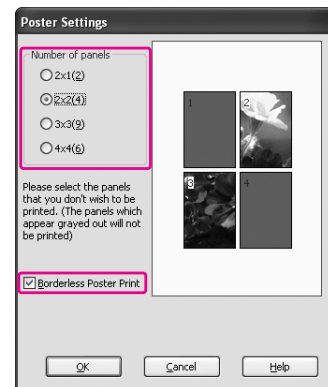 Poster Settings
Number of panels
2x1(2)
2x2(4)
3x3(9)
4x4(6)
1
2
3
4
Please select the panels
that you don't wish to be
printed. (The panels which
appear grayed out will not
be printed)
Borderless Poster Print
OK
Cancel
Help